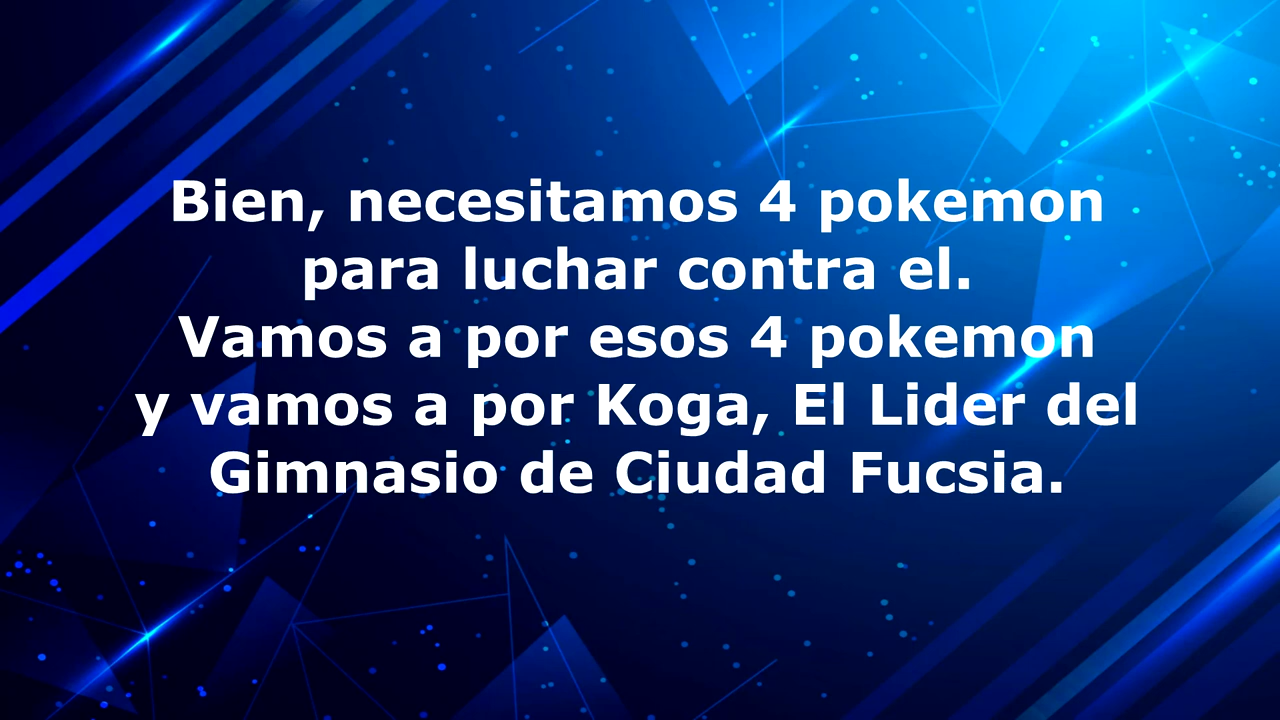 Bien, necesitamos 4 pokemon
para luchar contra el.
Vamos a por esos 4 pokemon
y vamos a por Koga, El Lider del
Gimnasio de Ciudad Fucsia.